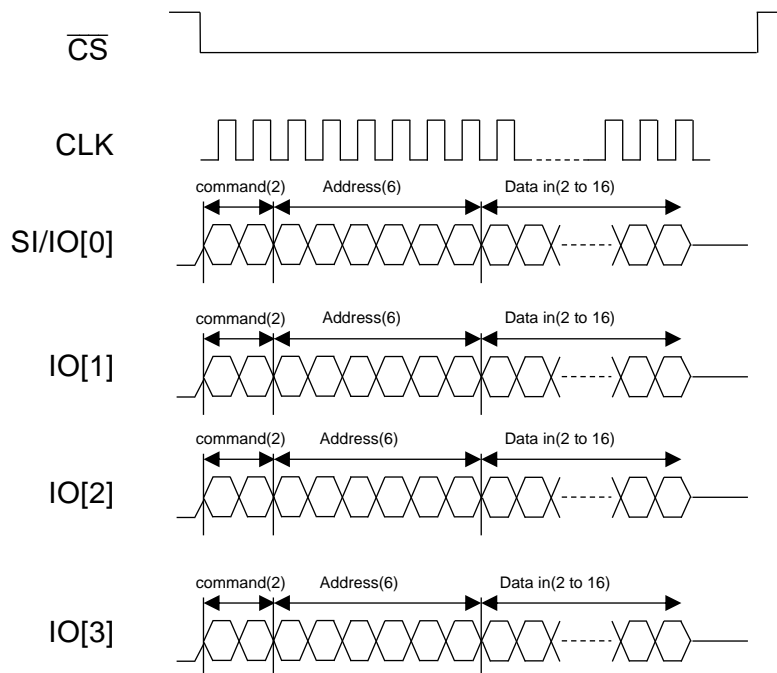 CS
CLK
command(2) Address(6) Data in(2 to 16)
SI/IO[0]
command(2) Address(6) Data in(2 to 16)
IO[1]
command(2) Address(6) Data in(2 to 16)
IO[2]
command(2) Address(6) Data in(2 to 16)
IO[3]